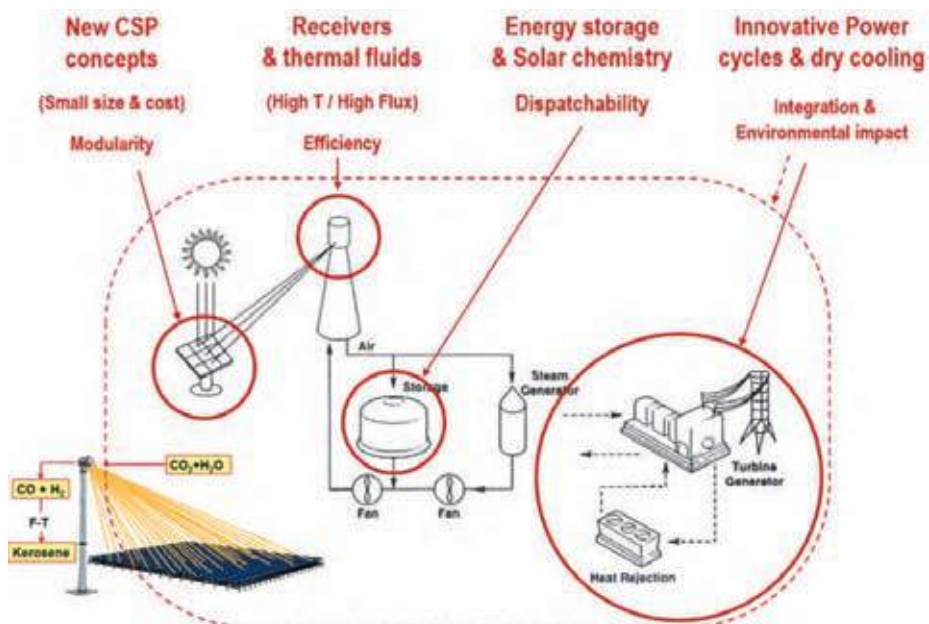 New CSP
concepts
(Small size & cost)
Modularity
Receivers
& thermal fluids
(High T / High Flux)
Efficiency
Energy storage
& Solar chemistry
Dispatchability
Innovative Power
cycles & dry cooling
Integration &
Environmental impact
Air
Storage
Steam
Generator
Fan
Fan
Turbine
Generator
Heat Rejection
CO₂+H₂O
CO + H₂
F-T
Kerosene